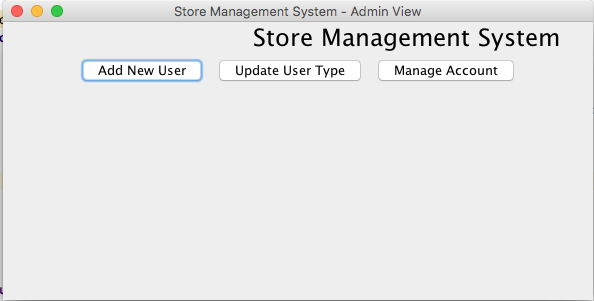 Store Management System - Admin View
Store Management System
Add New User Update User Type Manage Account